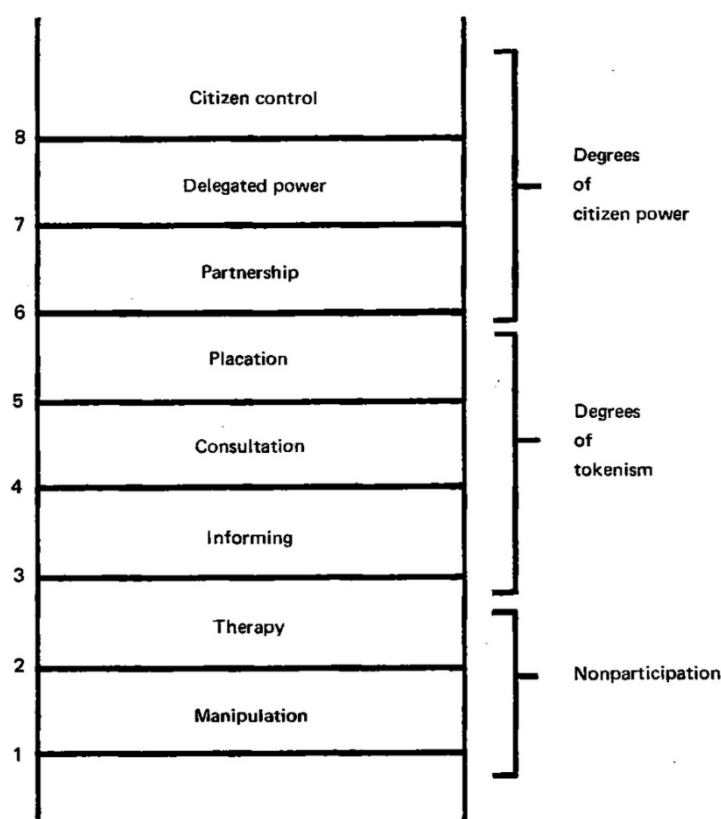 Citizen control
8
Delegated power
7
Partnership
6
Placation
5
Consultation
4
Informing
3
Therapy
2
Manipulation
1
Degrees
of
citizen power
Degrees
of
tokenism
Nonparticipation